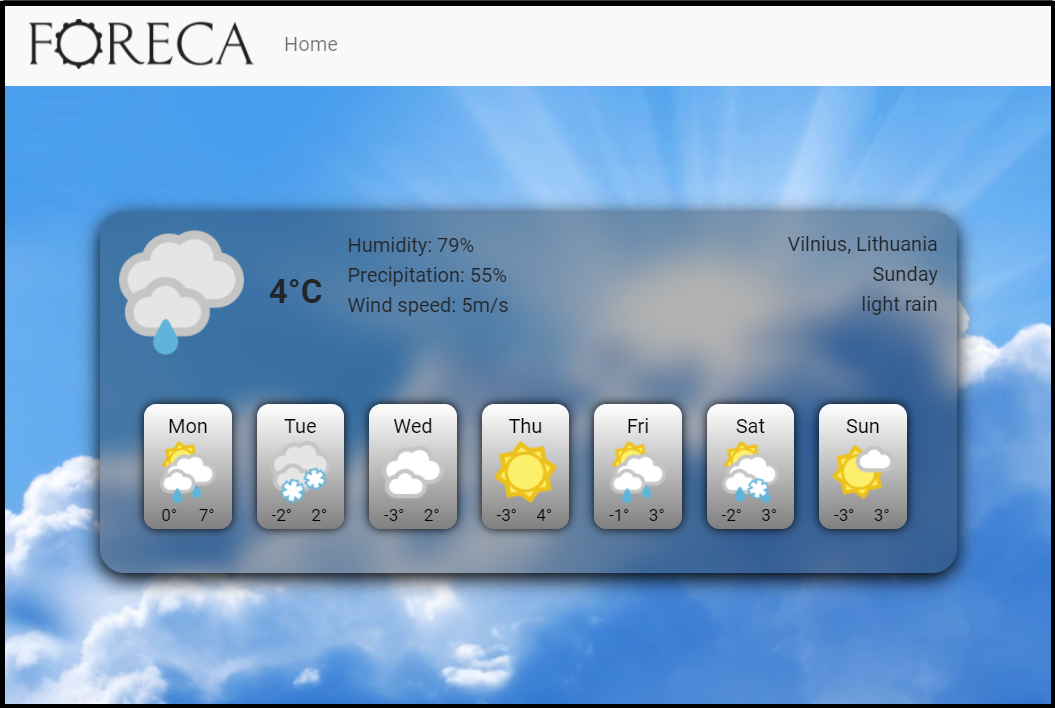 FORECA
Home
4°C
Humidity: 79%
Precipitation: 55%
Wind speed: 5m/s
Vilnius, Lithuania
Sunday
light rain
Mon
0° 7°
Tue
-2° 2°
Wed
-3° 2°
Thu
-3° 4°
Fri
-1° 3°
Sat
-2° 3°
Sun
-3° 3°